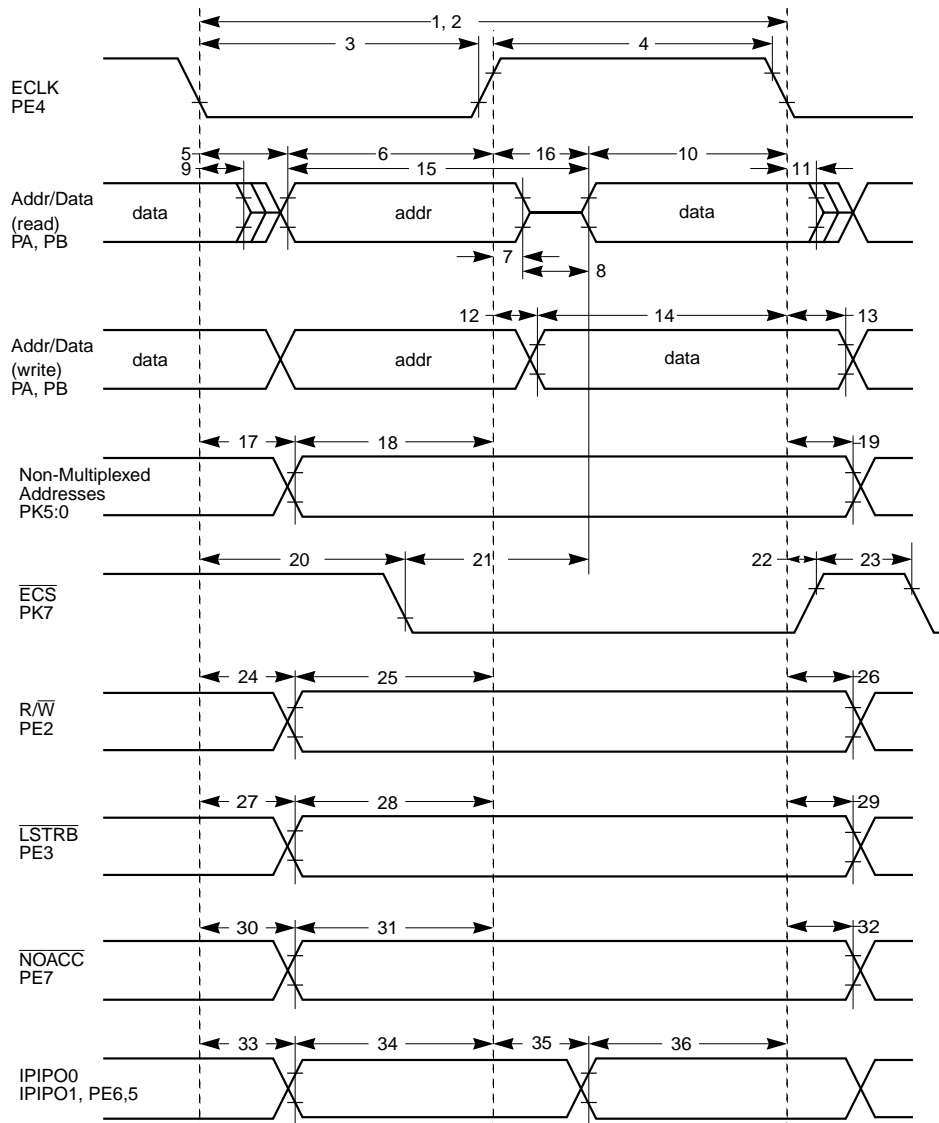 1, 2
3
4
ECLK
PE4
5
6
16
10
9
15
11
Addr/Data
(read)
PA, PB
data
addr
data
7
8
12
14
13
Addr/Data
(write)
PA, PB
data
addr
data
17
18
19
Non-Multiplexed
Addresses
PK5:0
20
21
22
23
ECS
PK7
24
25
26
R/W
PE2
27
28
29
LSTRB
PE3
30
31
32
NOACC
PE7
33
34
35
36
IPIPO0
IPIPO1, PE6,5